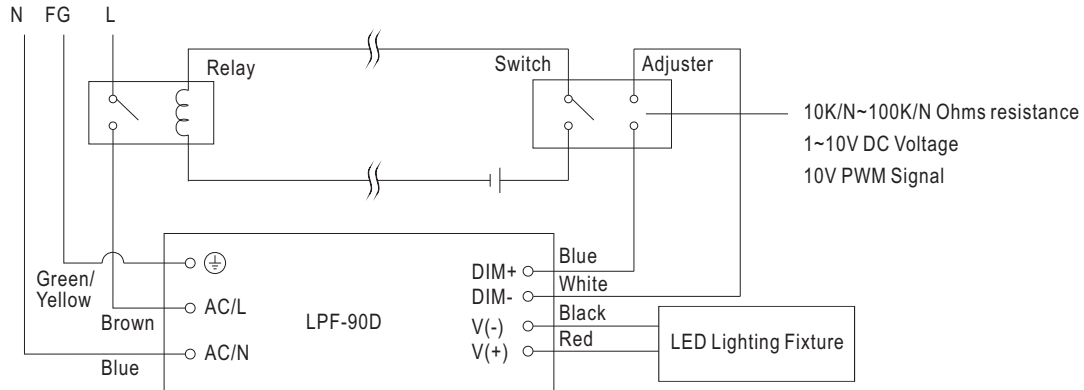 N FG L
Relay
Switch
Adjuster
10K/N~100K/N Ohms resistance
1~10V DC Voltage
10V PWM Signal
Green/
Yellow
Brown
Blue
AC/L
AC/N
LPF-90D
DIM+
DIM-
V(-)
V(+)
Blue
White
Black
Red
LED Lighting Fixture